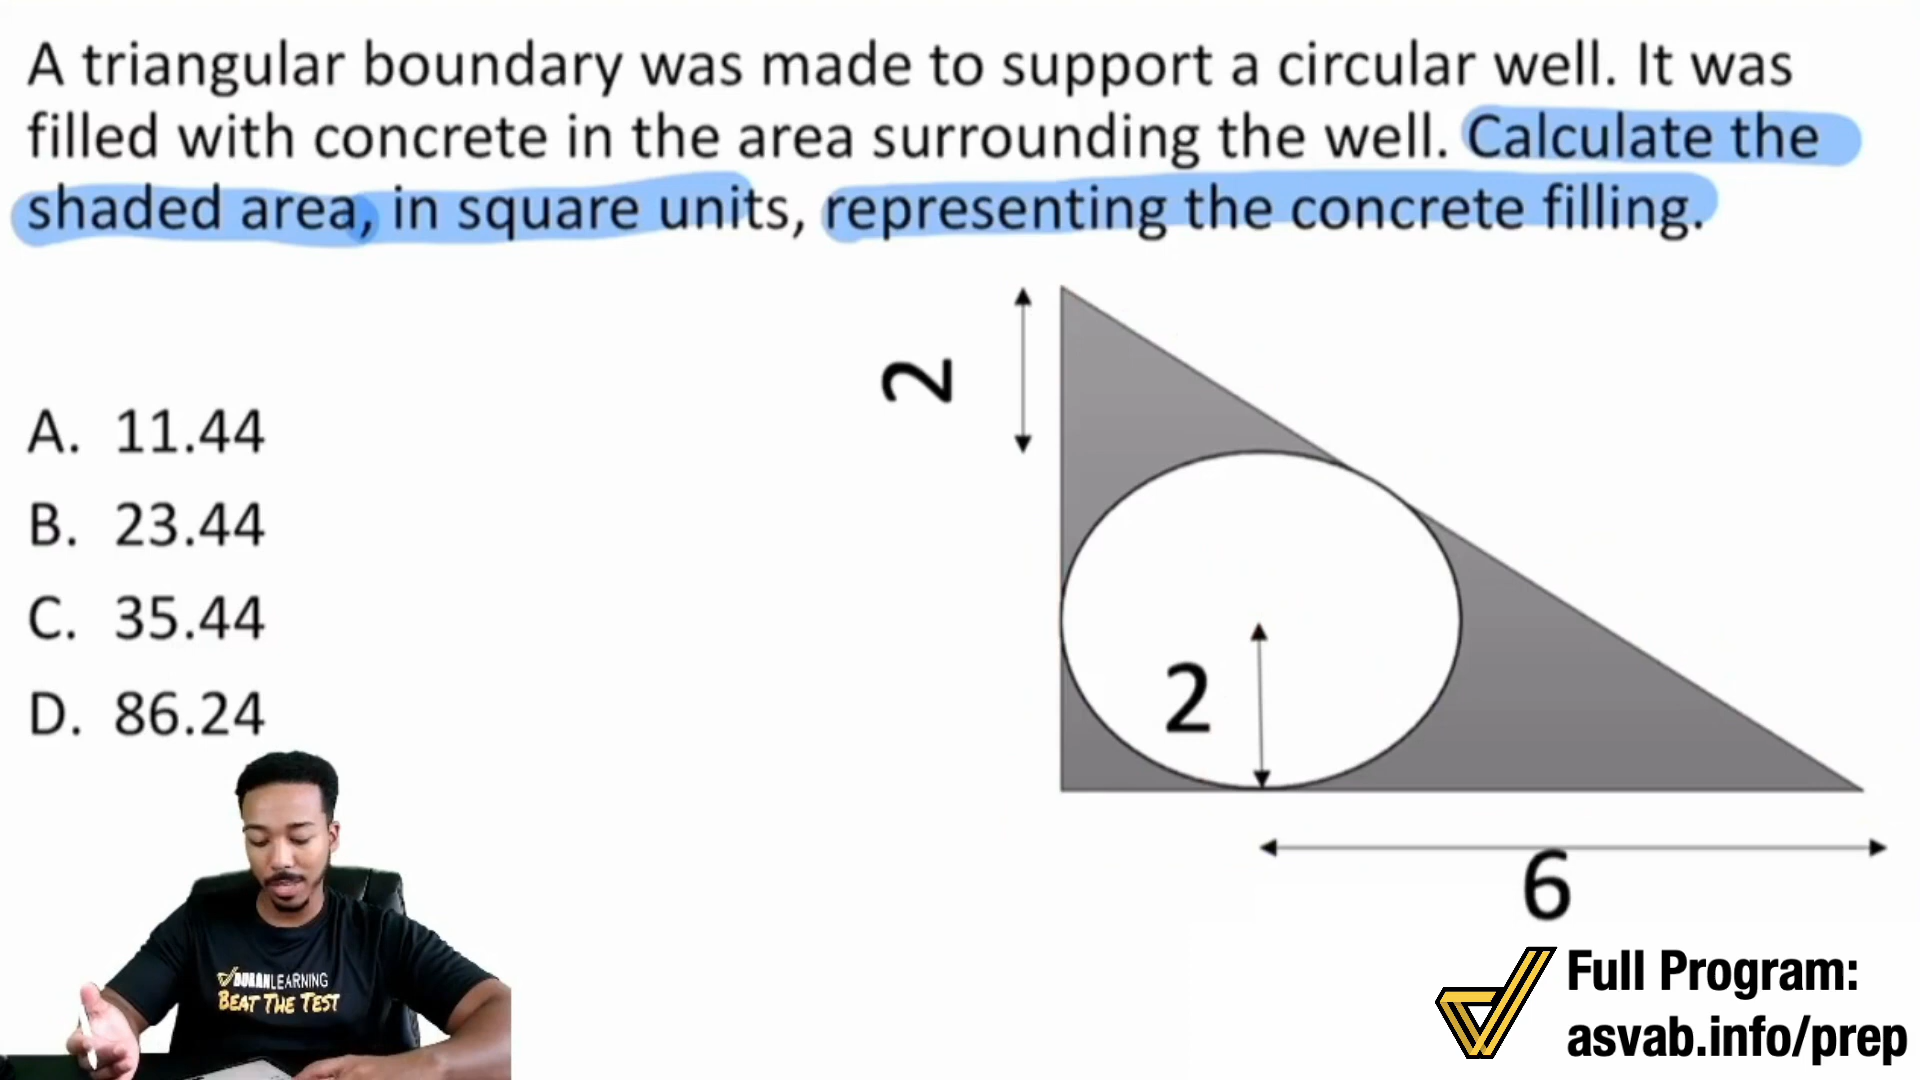 A triangular boundary was made to support a circular well. It was
filled with concrete in the area surrounding the well. Calculate the
shaded area, in square units, representing the concrete filling.
2
A. 11.44
B. 23.44
C. 35.44
D. 86.24
2
6
DURANLEARNING
BEAT THE TEST
Full Program:
asvab.info/prep